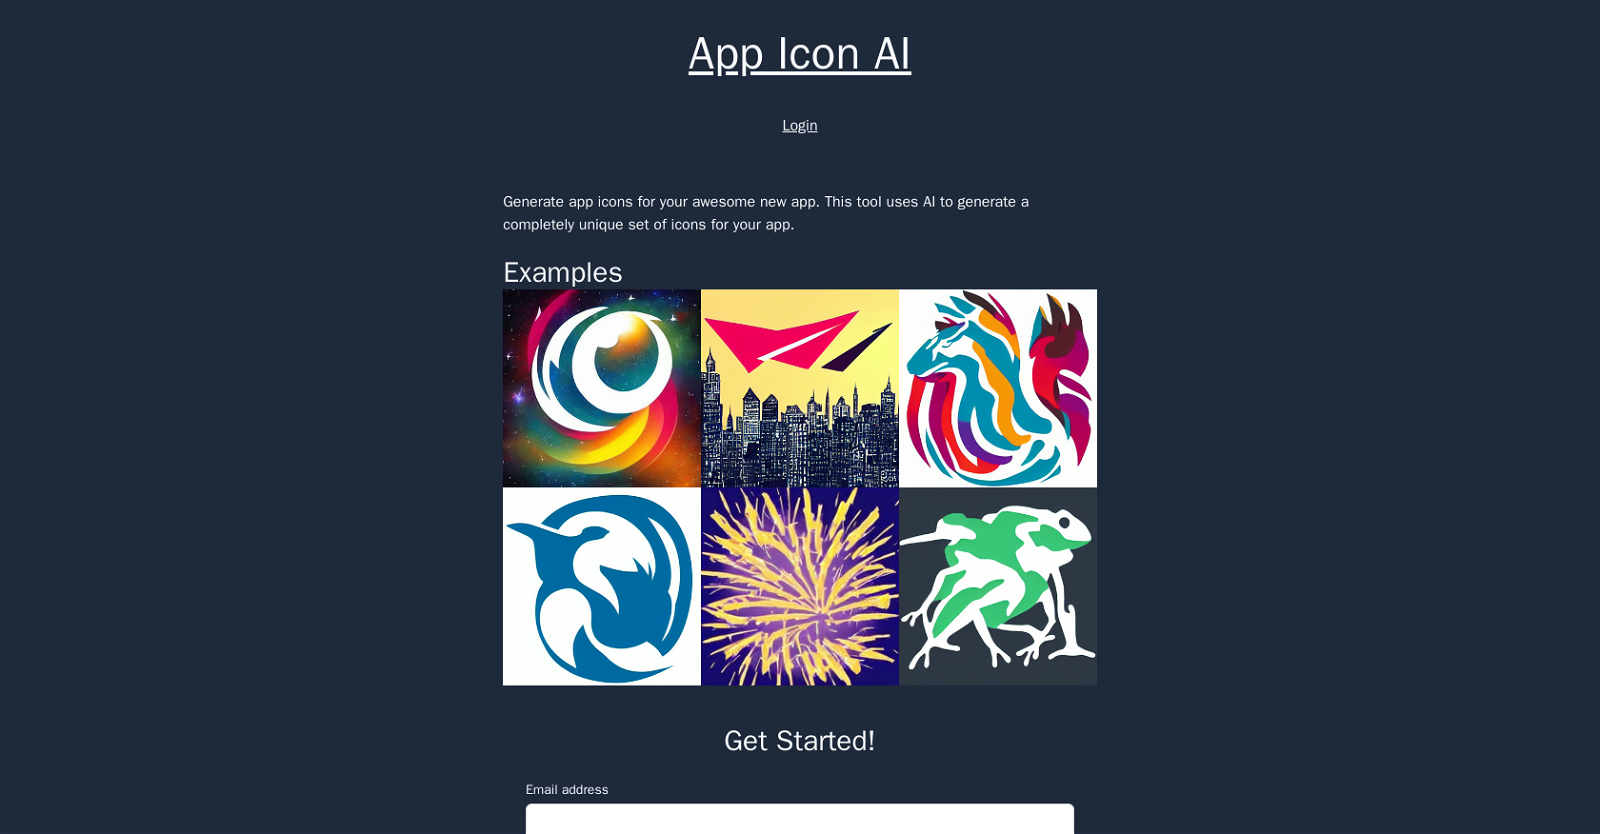 App Icon AI
Login
Generate app icons for your awesome new app. This tool uses AI to generate a
completely unique set of icons for your app.
Examples
Get Started!
Email address